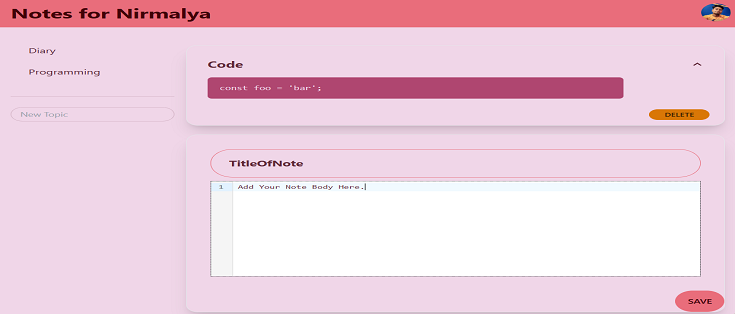 Notes for Nirmalya
Diary
Programming
New Topic
Code
const foo = 'bar';
DELETE
TitleOfNote
1 Add Your Note Body Here.
SAVE